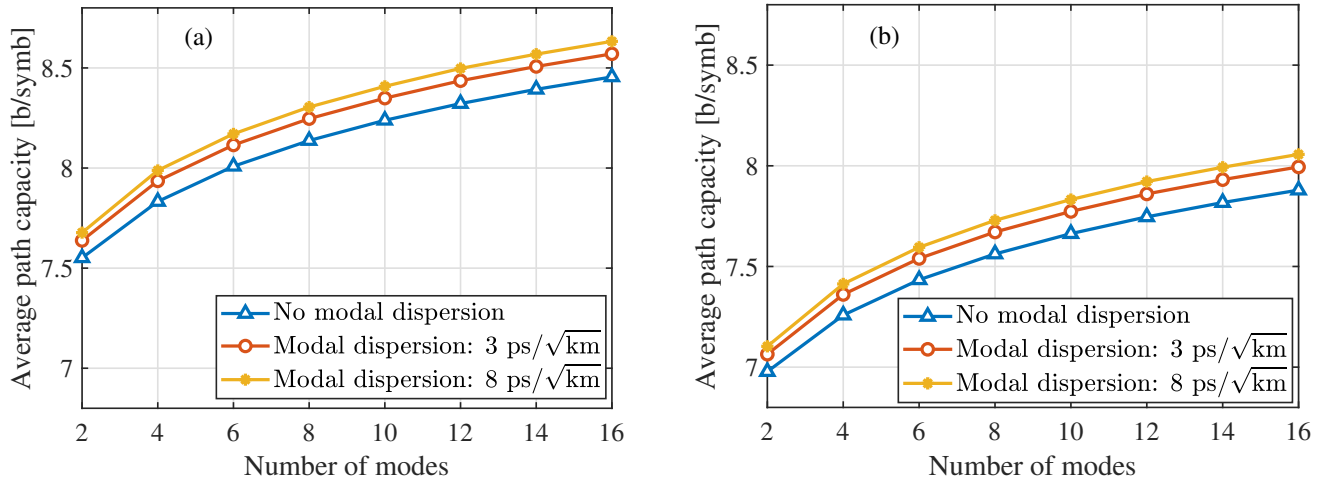 (a)
Average path capacity [b/symb]
8.5
8
7.5
7
No modal dispersion
Modal dispersion: 3 ps/√km
Modal dispersion: 8 ps/√km
2 4 6 8 10 12 14 16
Number of modes
(b)
Average path capacity [b/symb]
8.5
8
7.5
7
No modal dispersion
Modal dispersion: 3 ps/√km
Modal dispersion: 8 ps/√km
2 4 6 8 10 12 14 16
Number of modes